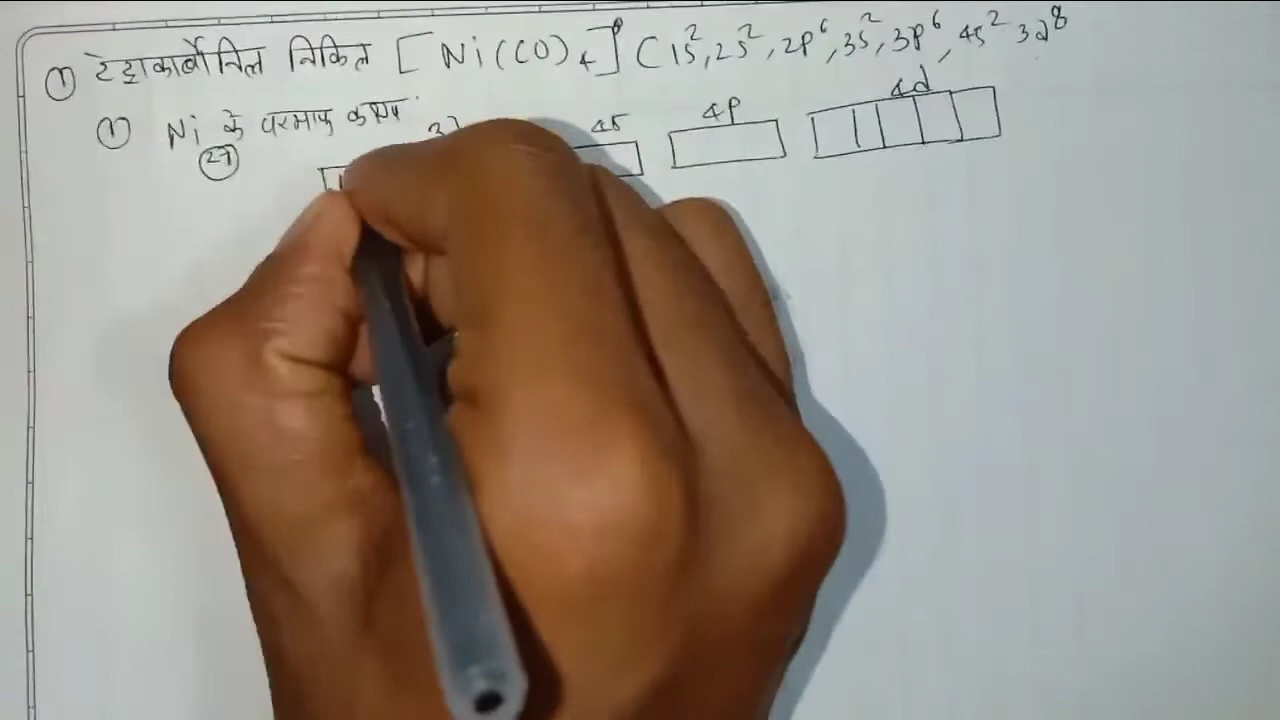 ① टेट्राकार्बोनिल निकिल [Ni(CO)₄]⁰ (1s², 2s², 2p⁶, 3s², 3p⁶, 4s² 3d⁸
① Ni के परमाणु कक्षक 3d 4s 4p 4d
27